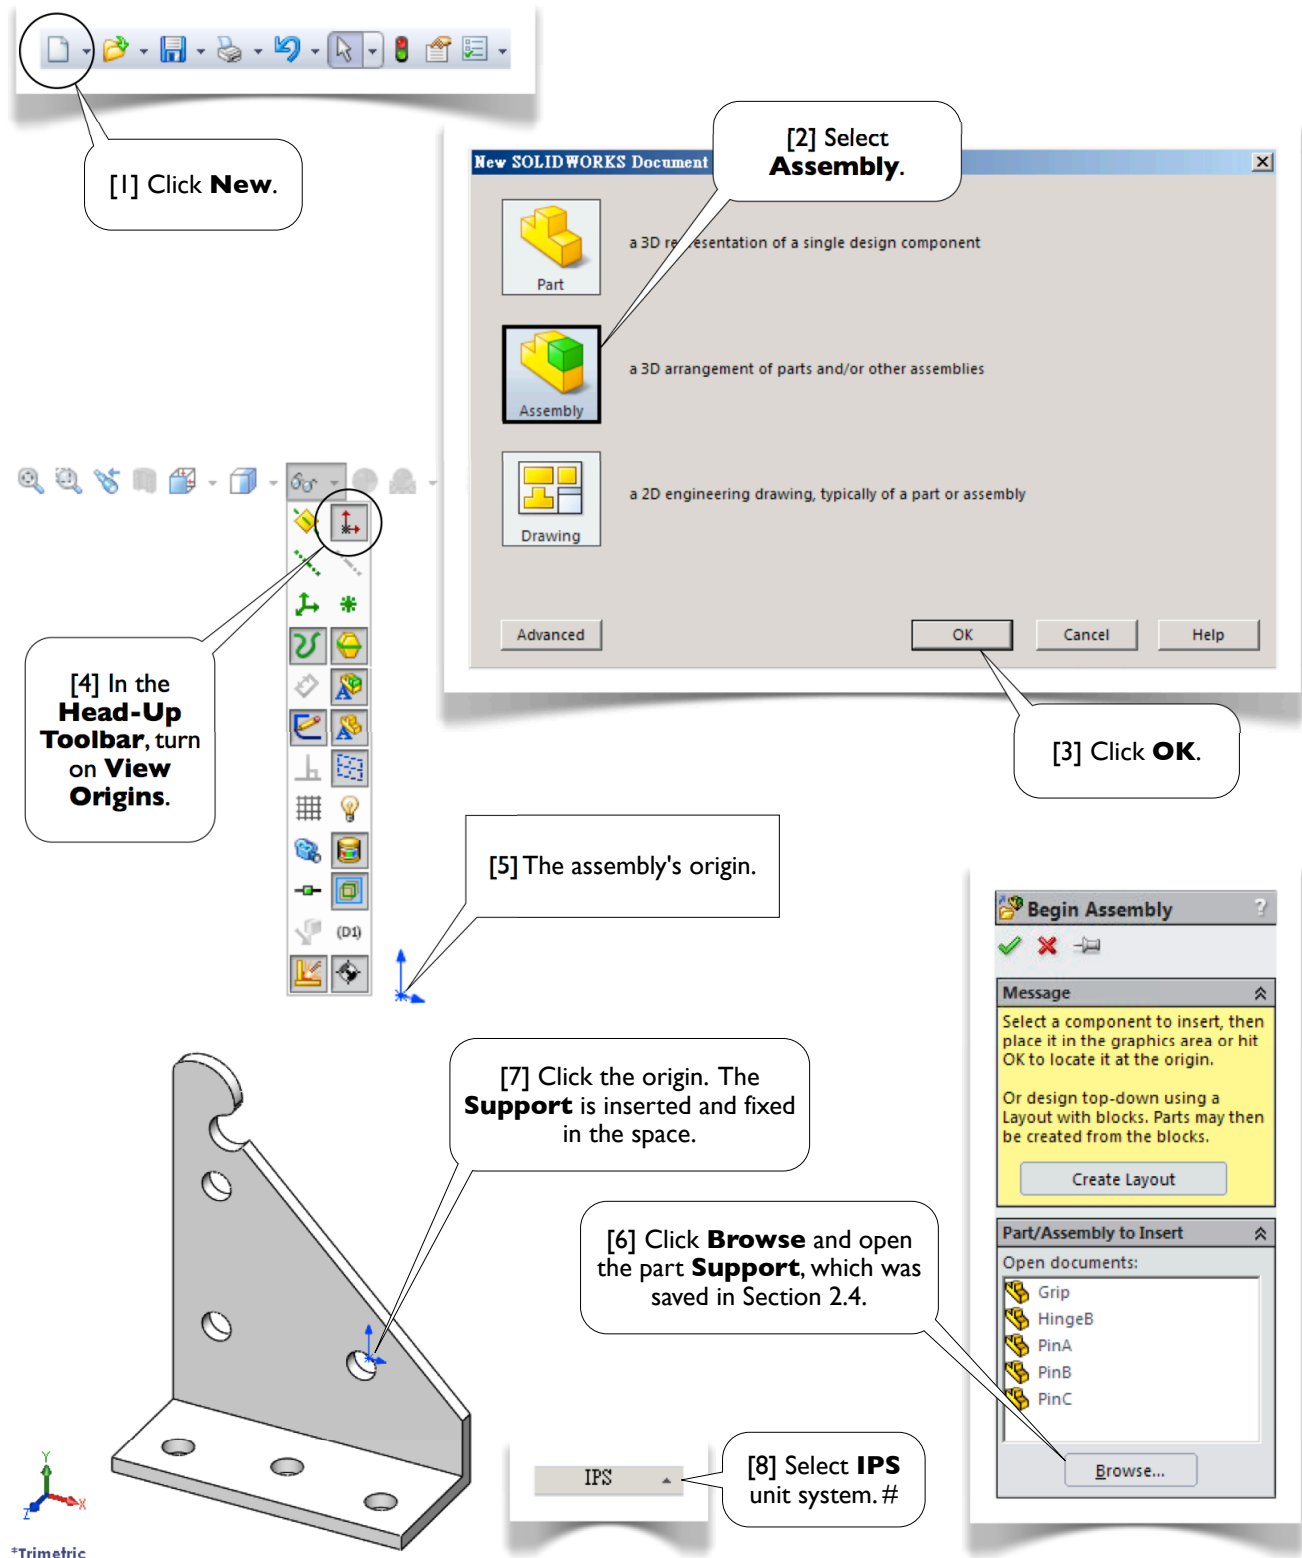 [1] Click New.
[2] Select
Assembly.
New SOLIDWORKS Document
Part
a 3D representation of a single design component
Assembly
a 3D arrangement of parts and/or other assemblies
Drawing
a 2D engineering drawing, typically of a part or assembly
Advanced
OK
Cancel
Help
[3] Click OK.
[4] In the
Head-Up
Toolbar, turn
on View
Origins.
(D1)
[5] The assembly's origin.
Begin Assembly
?
Message
Select a component to insert, then
place it in the graphics area or hit
OK to locate it at the origin.
Or design top-down using a
Layout with blocks. Parts may then
be created from the blocks.
Create Layout
Part/Assembly to Insert
Open documents:
Grip
HingeB
PinA
PinB
PinC
Browse...
[6] Click Browse and open
the part Support, which was
saved in Section 2.4.
[7] Click the origin. The
Support is inserted and fixed
in the space.
IPS
[8] Select IPS
unit system. #
Y
X
Z
*Trimetric